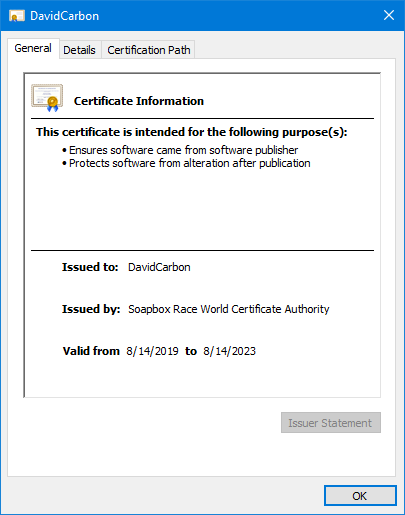 DavidCarbon
General Details Certification Path
Certificate Information
This certificate is intended for the following purpose(s):
• Ensures software came from software publisher
• Protects software from alteration after publication
Issued to: DavidCarbon
Issued by: Soapbox Race World Certificate Authority
Valid from 8/14/2019 to 8/14/2023
Issuer Statement
OK